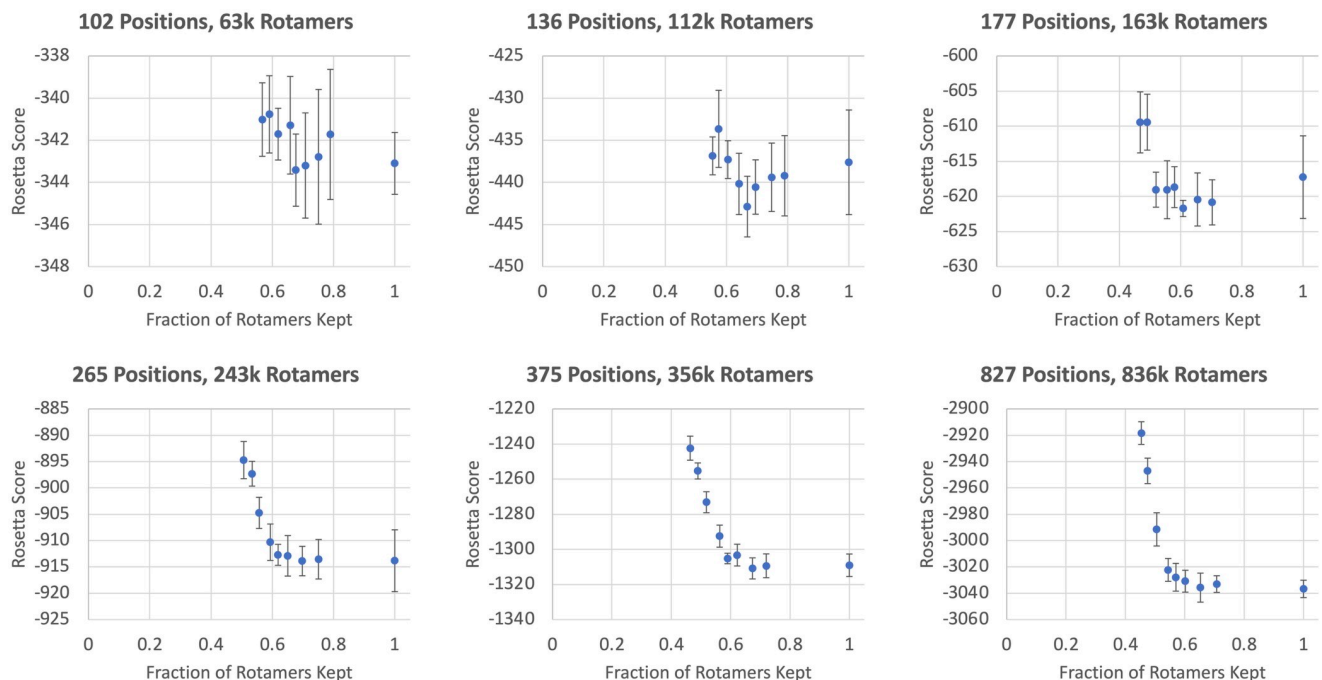 102 Positions, 63k Rotamers
-338
-340
-342
-344
-346
-348
Rosetta Score
0 0.2 0.4 0.6 0.8 1
Fraction of Rotamers Kept
136 Positions, 112k Rotamers
-425
-430
-435
-440
-445
-450
Rosetta Score
0 0.2 0.4 0.6 0.8 1
Fraction of Rotamers Kept
177 Positions, 163k Rotamers
-600
-605
-610
-615
-620
-625
-630
Rosetta Score
0 0.2 0.4 0.6 0.8 1
Fraction of Rotamers Kept
265 Positions, 243k Rotamers
-885
-890
-895
-900
-905
-910
-915
-920
-925
Rosetta Score
0 0.2 0.4 0.6 0.8 1
Fraction of Rotamers Kept
375 Positions, 356k Rotamers
-1220
-1240
-1260
-1280
-1300
-1320
-1340
Rosetta Score
0 0.2 0.4 0.6 0.8 1
Fraction of Rotamers Kept
827 Positions, 836k Rotamers
-2900
-2920
-2940
-2960
-2980
-3000
-3020
-3040
-3060
Rosetta Score
0 0.2 0.4 0.6 0.8 1
Fraction of Rotamers Kept